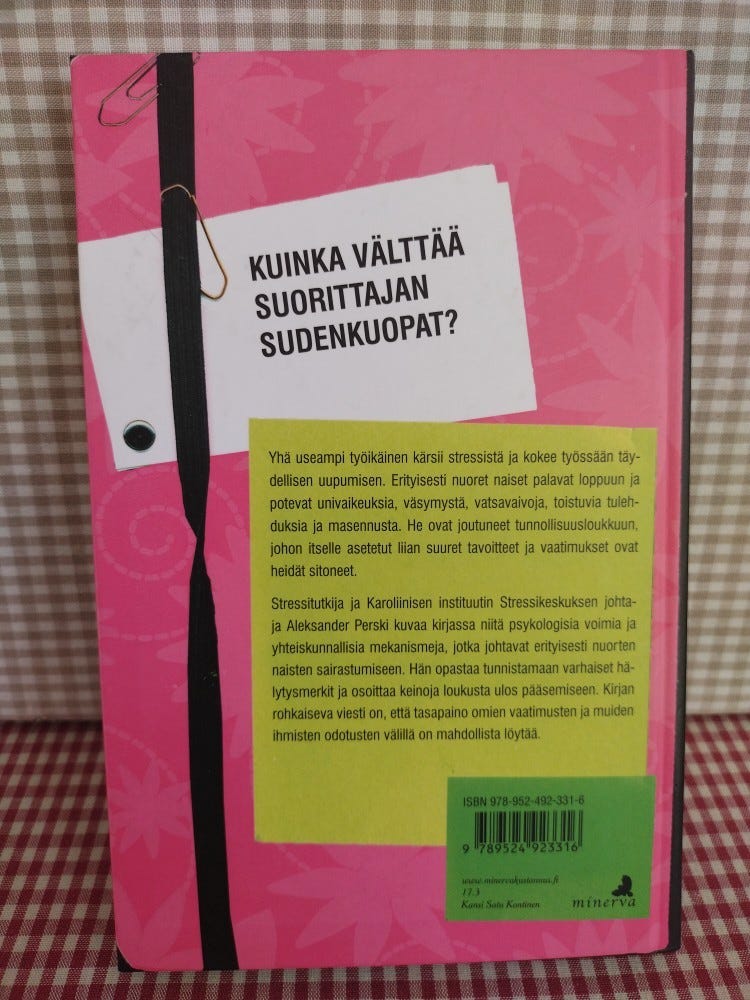 KUINKA VÄLTTÄÄ
SUORITTAJAN
SUDENKUOPAT?
Yhä useampi työikäinen kärsii stressistä ja kokee työssään täy-
dellisen uupumisen. Erityisesti nuoret naiset palavat loppuun ja
potevat univaikeuksia, väsymystä, vatsavaivoja, toistuvia tuleh-
duksia ja masennusta. He ovat joutuneet tunnollisuusloukkuun,
johon itselle asetetut liian suuret tavoitteet ja vaatimukset ovat
heidät sitoneet.
Stressitutkija ja Karoliinisen instituutin Stressikeskuksen johta-
ja Aleksander Perski kuvaa kirjassa niitä psykologisia voimia ja
yhteiskunnallisia mekanismeja, jotka johtavat erityisesti nuorten
naisten sairastumiseen. Hän opastaa tunnistamaan varhaiset hä-
lytysmerkit ja osoittaa keinoja loukusta ulos pääsemiseen. Kirjan
rohkaiseva viesti on, että tasapaino omien vaatimusten ja muiden
ihmisten odotusten välillä on mahdollista löytää.
ISBN 978-952-492-331-6
9 789524 923316
www.minervakustannus.fi
17.3
Kansi Satu Kontinen
minerva